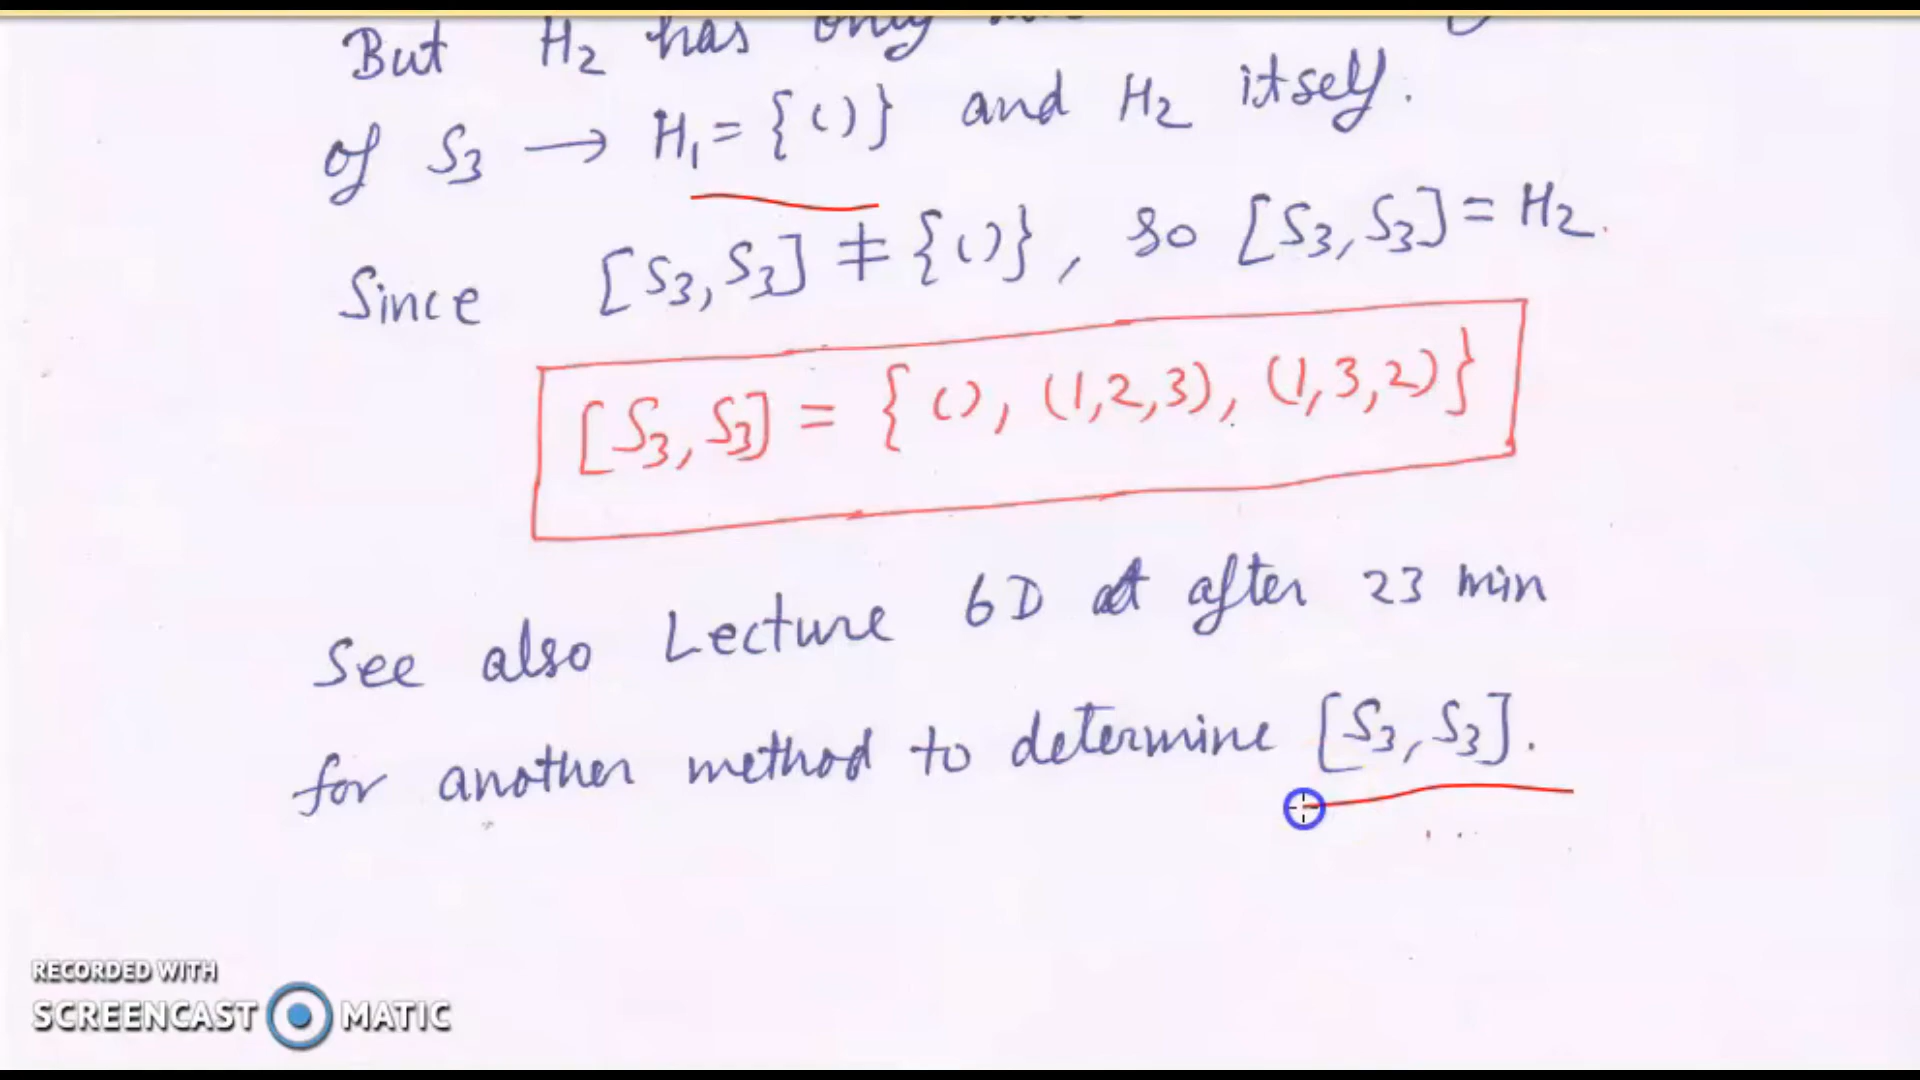 But H₂ has only
of S₃ → H₁ = {()} and H₂ itself.
Since [S₃, S₃] ≠ {()}, so [S₃, S₃] = H₂.
[S₃, S₃] = {(), (1,2,3), (1,3,2)}
See also Lecture 6D at after 23 min
for another method to determine [S₃, S₃].
RECORDED WITH
SCREENCAST MATIC